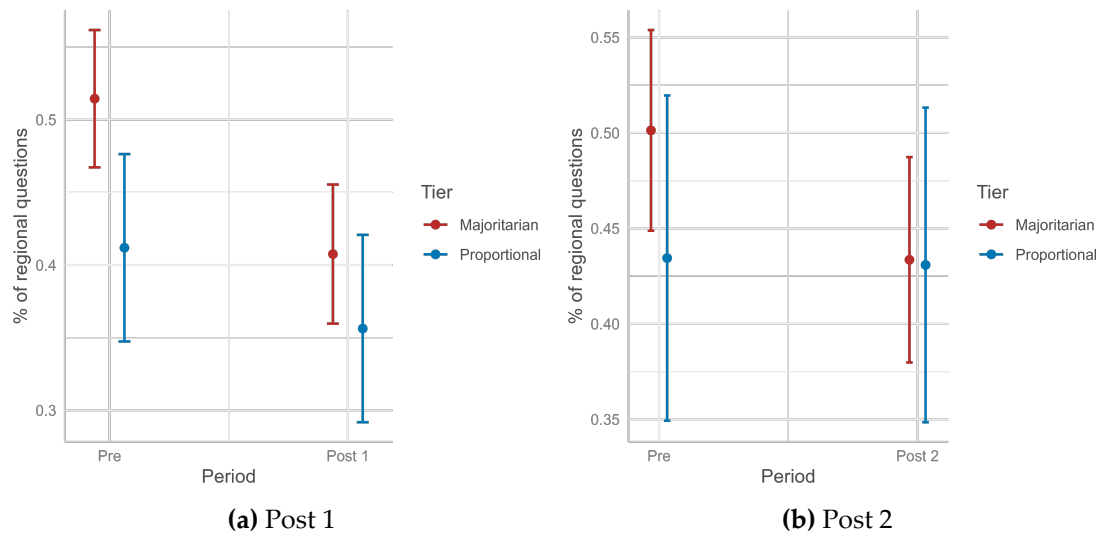 % of regional questions
0.5
0.4
0.3
Pre
Post 1
Period
Tier
Majoritarian
Proportional
(a) Post 1
% of regional questions
0.55
0.50
0.45
0.40
0.35
Pre
Post 2
Period
Tier
Majoritarian
Proportional
(b) Post 2